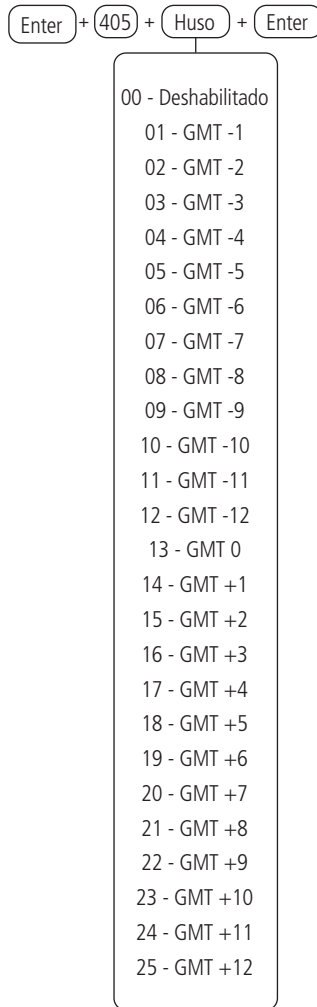 Enter + 405 + Huso + Enter
00 - Deshabilitado
01 - GMT -1
02 - GMT -2
03 - GMT -3
04 - GMT -4
05 - GMT -5
06 - GMT -6
07 - GMT -7
08 - GMT -8
09 - GMT -9
10 - GMT -10
11 - GMT -11
12 - GMT -12
13 - GMT 0
14 - GMT +1
15 - GMT +2
16 - GMT +3
17 - GMT +4
18 - GMT +5
19 - GMT +6
20 - GMT +7
21 - GMT +8
22 - GMT +9
23 - GMT +10
24 - GMT +11
25 - GMT +12